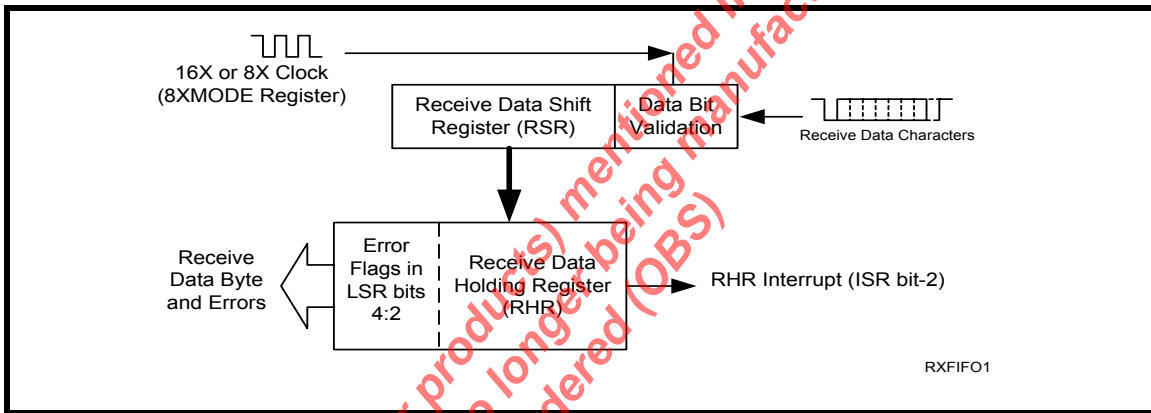 16X or 8X Clock
(8XMODE Register)
Receive Data Shift
Register (RSR)
Data Bit
Validation
Receive Data Characters
Receive
Data Byte
and Errors
Error
Flags in
LSR bits
4:2
Receive Data
Holding Register
(RHR)
RHR Interrupt (ISR bit-2)
RXFIFO1
products) mentioned
longer being manufac
dered (OBS)